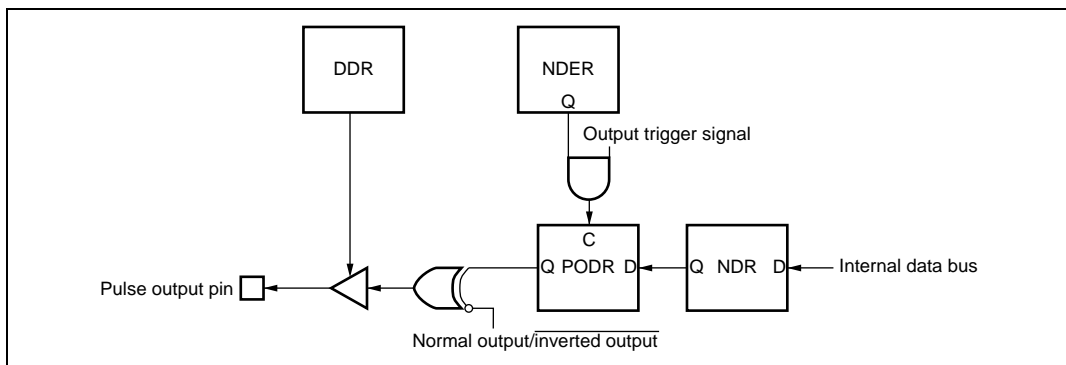 DDR
NDER
Q
Output trigger signal
C
Q PODR D
Q NDR D
Internal data bus
Pulse output pin
Normal output/inverted output